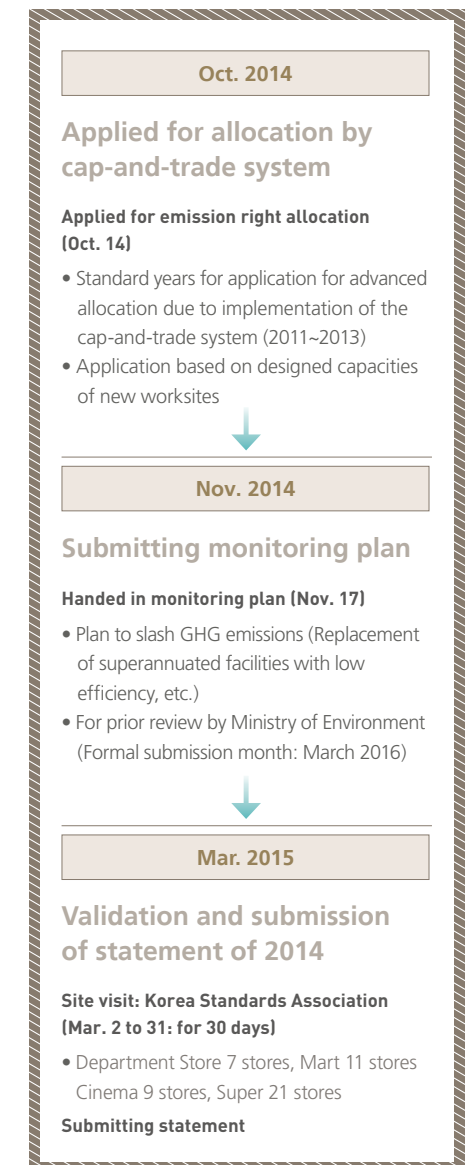 Oct. 2014
Applied for allocation by
cap-and-trade system
Applied for emission right allocation
(Oct. 14)
• Standard years for application for advanced
allocation due to implementation of the
cap-and-trade system (2011~2013)
• Application based on designed capacities
of new worksites
Nov. 2014
Submitting monitoring plan
Handed in monitoring plan (Nov. 17)
• Plan to slash GHG emissions (Replacement
of superannuated facilities with low
efficiency, etc.)
• For prior review by Ministry of Environment
(Formal submission month: March 2016)
Mar. 2015
Validation and submission
of statement of 2014
Site visit: Korea Standards Association
(Mar. 2 to 31: for 30 days)
• Department Store 7 stores, Mart 11 stores
Cinema 9 stores, Super 21 stores
Submitting statement